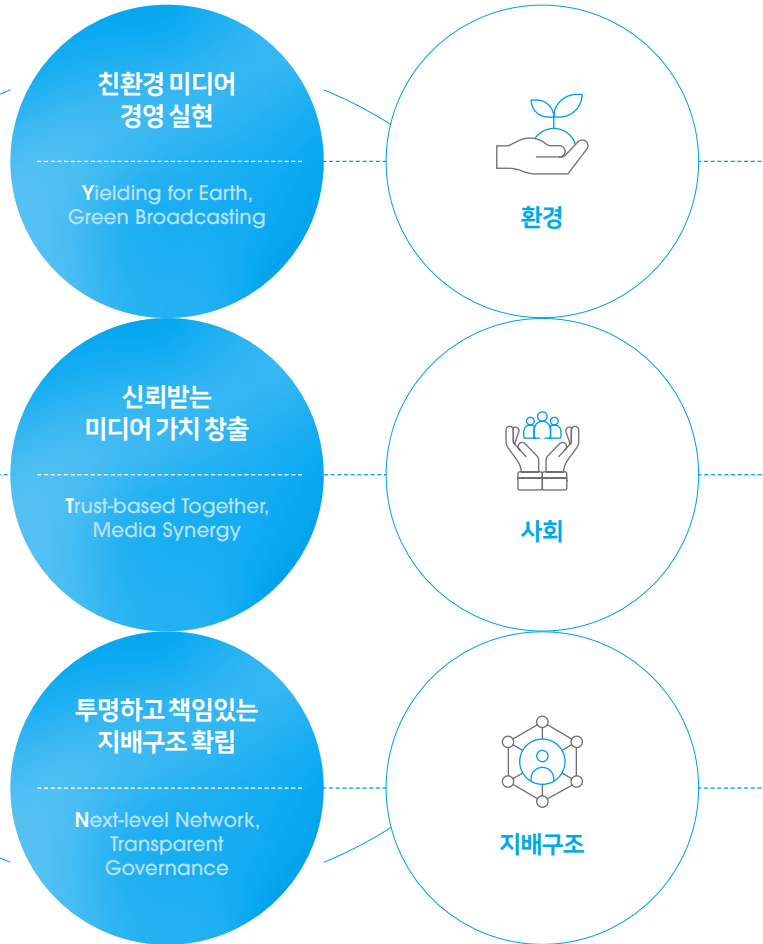 친환경 미디어
경영 실현
Yielding for Earth,
Green Broadcasting
환경
신뢰받는
미디어 가치 창출
Trust-based Together,
Media Synergy
사회
투명하고 책임있는
지배구조 확립
Next-level Network,
Transparent
Governance
지배구조